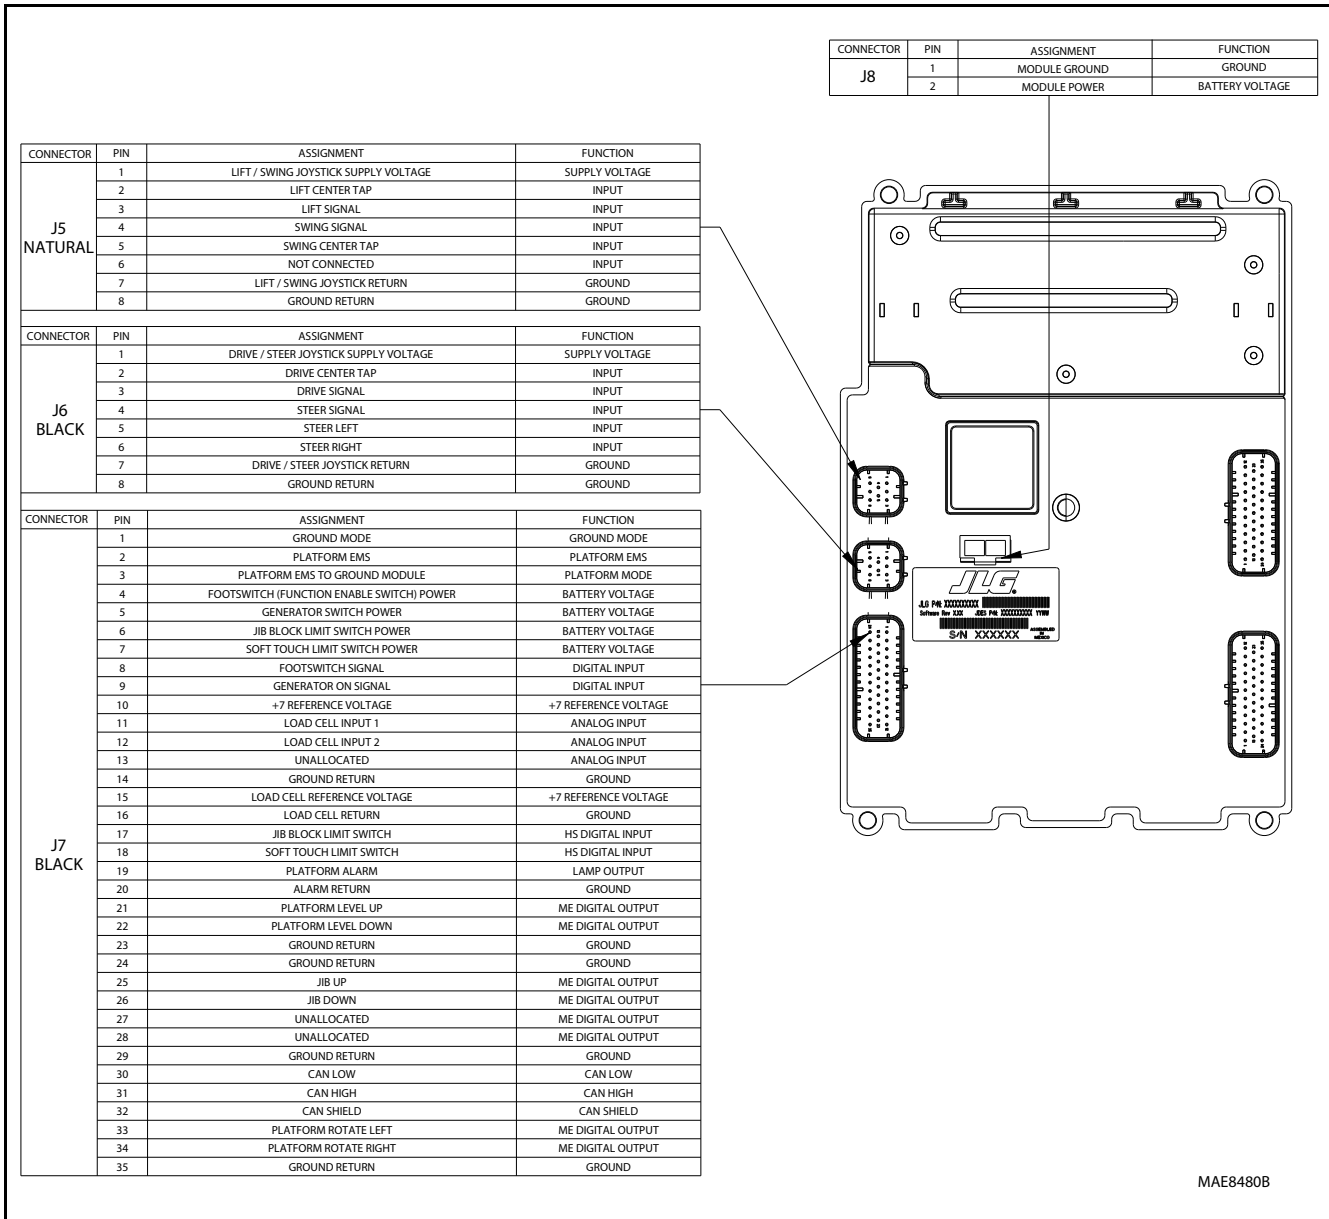 CONNECTOR PIN ASSIGNMENT FUNCTION
J8
1 MODULE GROUND GROUND
2 MODULE POWER BATTERY VOLTAGE
CONNECTOR PIN ASSIGNMENT FUNCTION
J5
NATURAL
1 LIFT / SWING JOYSTICK SUPPLY VOLTAGE SUPPLY VOLTAGE
2 LIFT CENTER TAP INPUT
3 LIFT SIGNAL INPUT
4 SWING SIGNAL INPUT
5 SWING CENTER TAP INPUT
6 NOT CONNECTED INPUT
7 LIFT / SWING JOYSTICK RETURN GROUND
8 GROUND RETURN GROUND
CONNECTOR PIN ASSIGNMENT FUNCTION
J6
BLACK
1 DRIVE / STEER JOYSTICK SUPPLY VOLTAGE SUPPLY VOLTAGE
2 DRIVE CENTER TAP INPUT
3 DRIVE SIGNAL INPUT
4 STEER SIGNAL INPUT
5 STEER LEFT INPUT
6 STEER RIGHT INPUT
7 DRIVE / STEER JOYSTICK RETURN GROUND
8 GROUND RETURN GROUND
CONNECTOR PIN ASSIGNMENT FUNCTION
J7
BLACK
1 GROUND MODE GROUND MODE
2 PLATFORM EMS PLATFORM EMS
3 PLATFORM EMS TO GROUND MODULE PLATFORM MODE
4 FOOTSWITCH (FUNCTION ENABLE SWITCH) POWER BATTERY VOLTAGE
5 GENERATOR SWITCH POWER BATTERY VOLTAGE
6 JIB BLOCK LIMIT SWITCH POWER BATTERY VOLTAGE
7 SOFT TOUCH LIMIT SWITCH POWER BATTERY VOLTAGE
8 FOOTSWITCH SIGNAL DIGITAL INPUT
9 GENERATOR ON SIGNAL DIGITAL INPUT
10 +7 REFERENCE VOLTAGE +7 REFERENCE VOLTAGE
11 LOAD CELL INPUT 1 ANALOG INPUT
12 LOAD CELL INPUT 2 ANALOG INPUT
13 UNALLOCATED ANALOG INPUT
14 GROUND RETURN GROUND
15 LOAD CELL REFERENCE VOLTAGE +7 REFERENCE VOLTAGE
16 LOAD CELL RETURN GROUND
17 JIB BLOCK LIMIT SWITCH HS DIGITAL INPUT
18 SOFT TOUCH LIMIT SWITCH HS DIGITAL INPUT
19 PLATFORM ALARM LAMP OUTPUT
20 ALARM RETURN GROUND
21 PLATFORM LEVEL UP ME DIGITAL OUTPUT
22 PLATFORM LEVEL DOWN ME DIGITAL OUTPUT
23 GROUND RETURN GROUND
24 GROUND RETURN GROUND
25 JIB UP ME DIGITAL OUTPUT
26 JIB DOWN ME DIGITAL OUTPUT
27 UNALLOCATED ME DIGITAL OUTPUT
28 UNALLOCATED ME DIGITAL OUTPUT
29 GROUND RETURN GROUND
30 CAN LOW CAN LOW
31 CAN HIGH CAN HIGH
32 CAN SHIELD CAN SHIELD
33 PLATFORM ROTATE LEFT ME DIGITAL OUTPUT
34 PLATFORM ROTATE RIGHT ME DIGITAL OUTPUT
35 GROUND RETURN GROUND
JLG
JLG P/N: XXXXXXXXXX
Software Rev X.XX JDES P/N: XXXXXXXXXX YYWW
S/N XXXXXX
ASSEMBLED
IN
MEXICO
MAE8480B